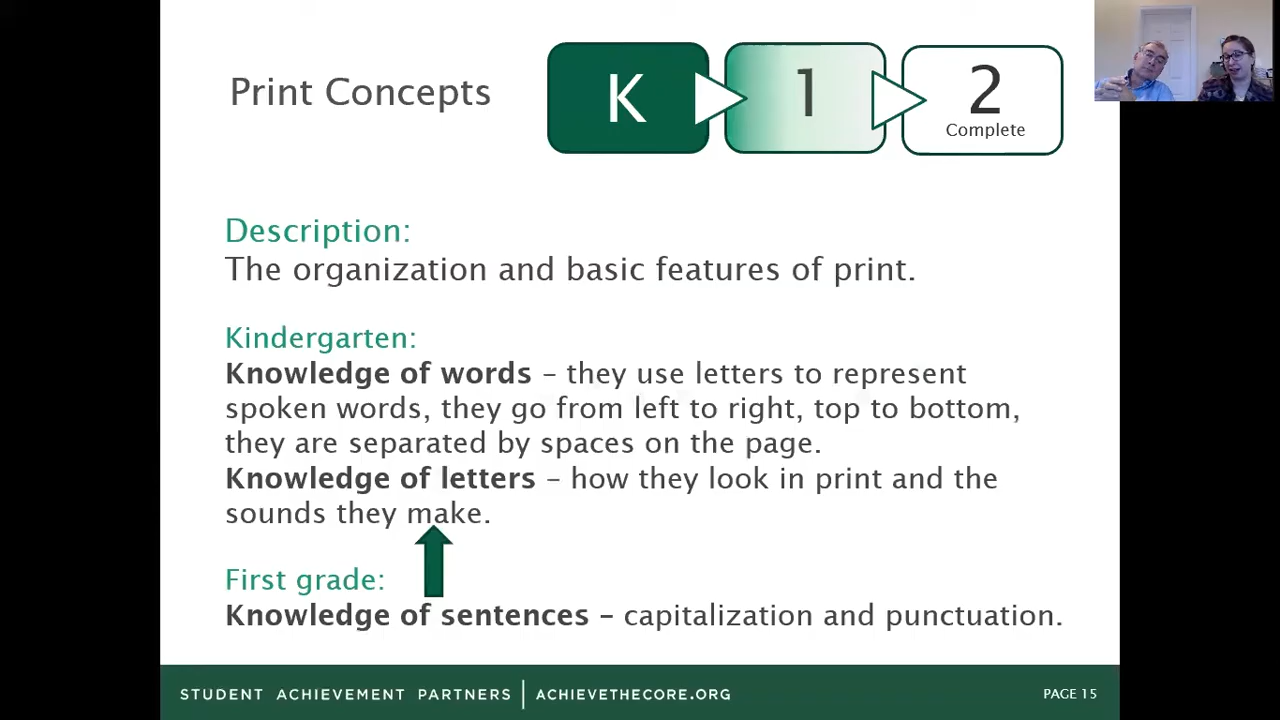 Print Concepts
K
1
2
Complete
Description:
The organization and basic features of print.
Kindergarten:
Knowledge of words – they use letters to represent
spoken words, they go from left to right, top to bottom,
they are separated by spaces on the page.
Knowledge of letters – how they look in print and the
sounds they make.
First grade:
Knowledge of sentences – capitalization and punctuation.
STUDENT ACHIEVEMENT PARTNERS | ACHIEVETHECORE.ORG
PAGE 15